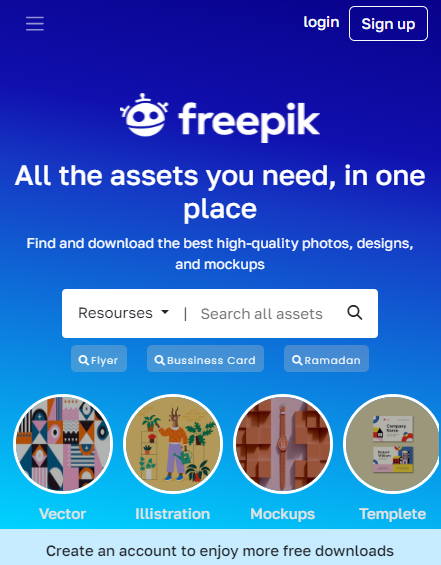 login
Sign up
freepik
All the assets you need, in one
place
Find and download the best high-quality photos, designs,
and mockups
Resourses | Search all assets
Flyer
Bussiness Card
Ramadan
Company
Name
Vector
Illistration
Mockups
Templete
Create an account to enjoy more free downloads